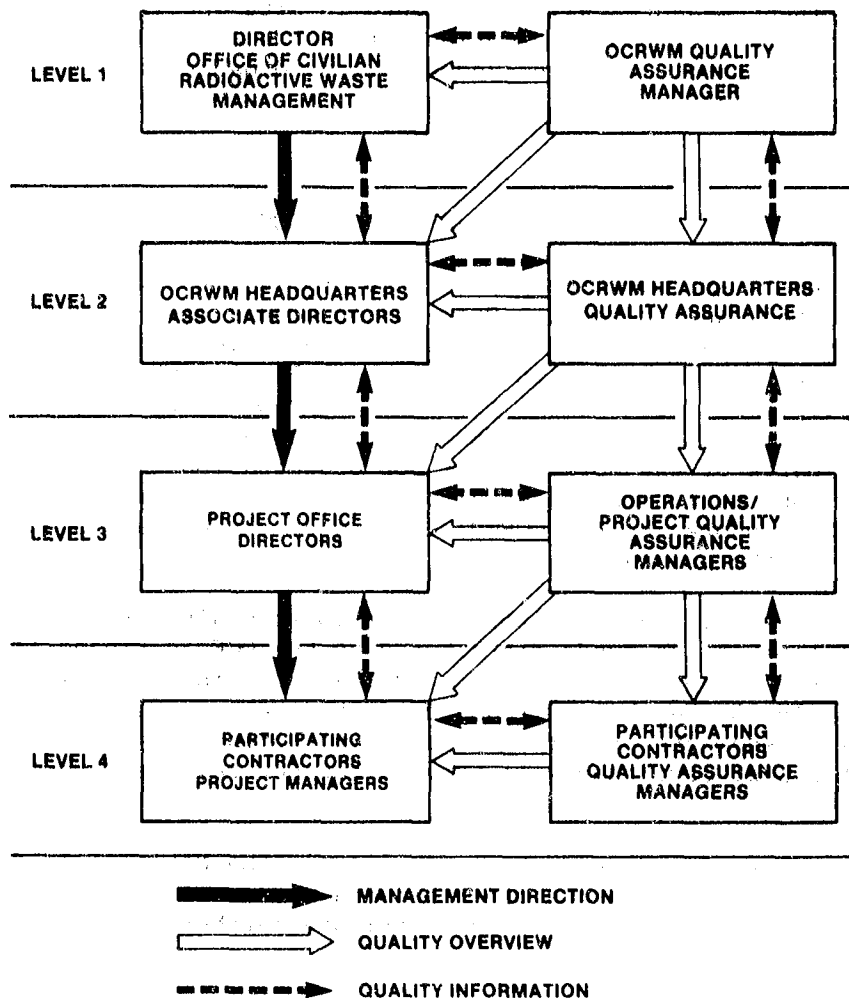 LEVEL 1
DIRECTOR
OFFICE OF CIVILIAN
RADIOACTIVE WASTE
MANAGEMENT
OCRWM QUALITY
ASSURANCE
MANAGER
LEVEL 2
OCRWM HEADQUARTERS
ASSOCIATE DIRECTORS
OCRWM HEADQUARTERS
QUALITY ASSURANCE
LEVEL 3
PROJECT OFFICE
DIRECTORS
OPERATIONS/
PROJECT QUALITY
ASSURANCE
MANAGERS
LEVEL 4
PARTICIPATING
CONTRACTORS
PROJECT MANAGERS
PARTICIPATING
CONTRACTORS
QUALITY ASSURANCE
MANAGERS
MANAGEMENT DIRECTION
QUALITY OVERVIEW
QUALITY INFORMATION